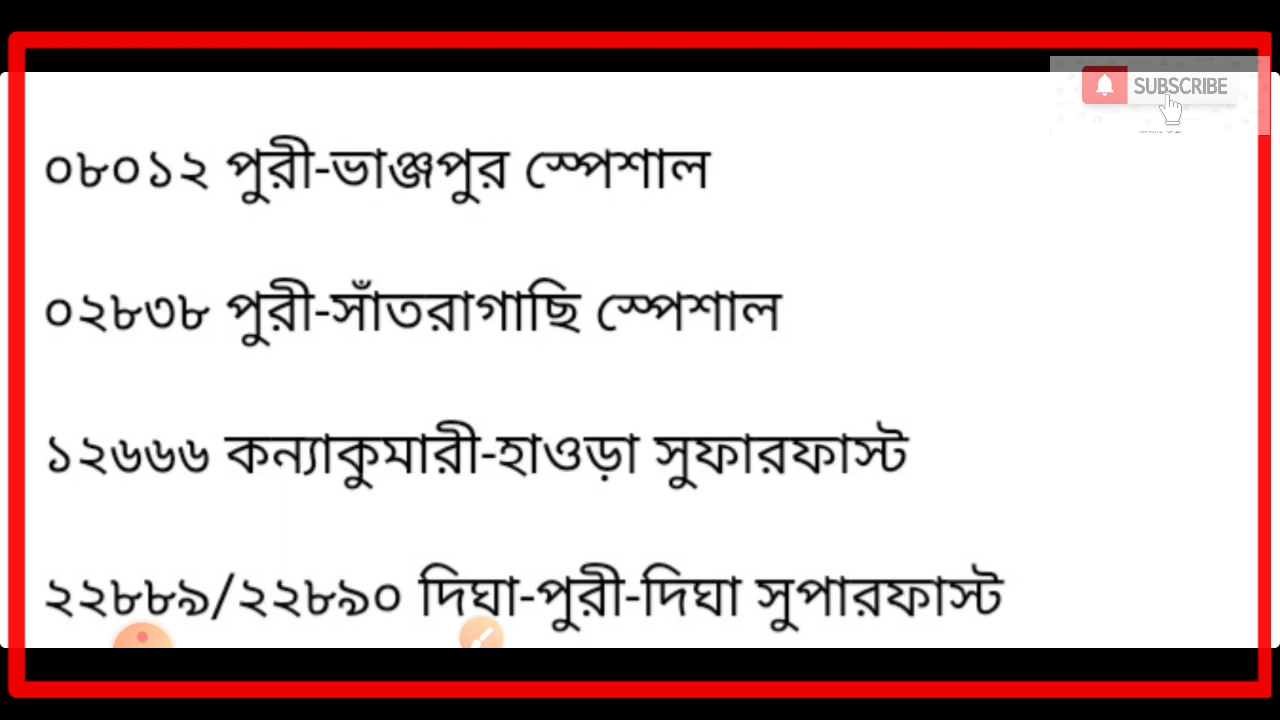 SUBSCRIBE
০৮০১২ পুরী-ভাঞ্জপুর স্পেশাল
০২৮৩৮ পুরী-সাঁতরাগাছি স্পেশাল
১২৬৬৬ কন্যাকুমারী-হাওড়া সুফারফাস্ট
২২৮৮৯/২২৮৯০ দিঘা-পুরী-দিঘা সুপারফাস্ট